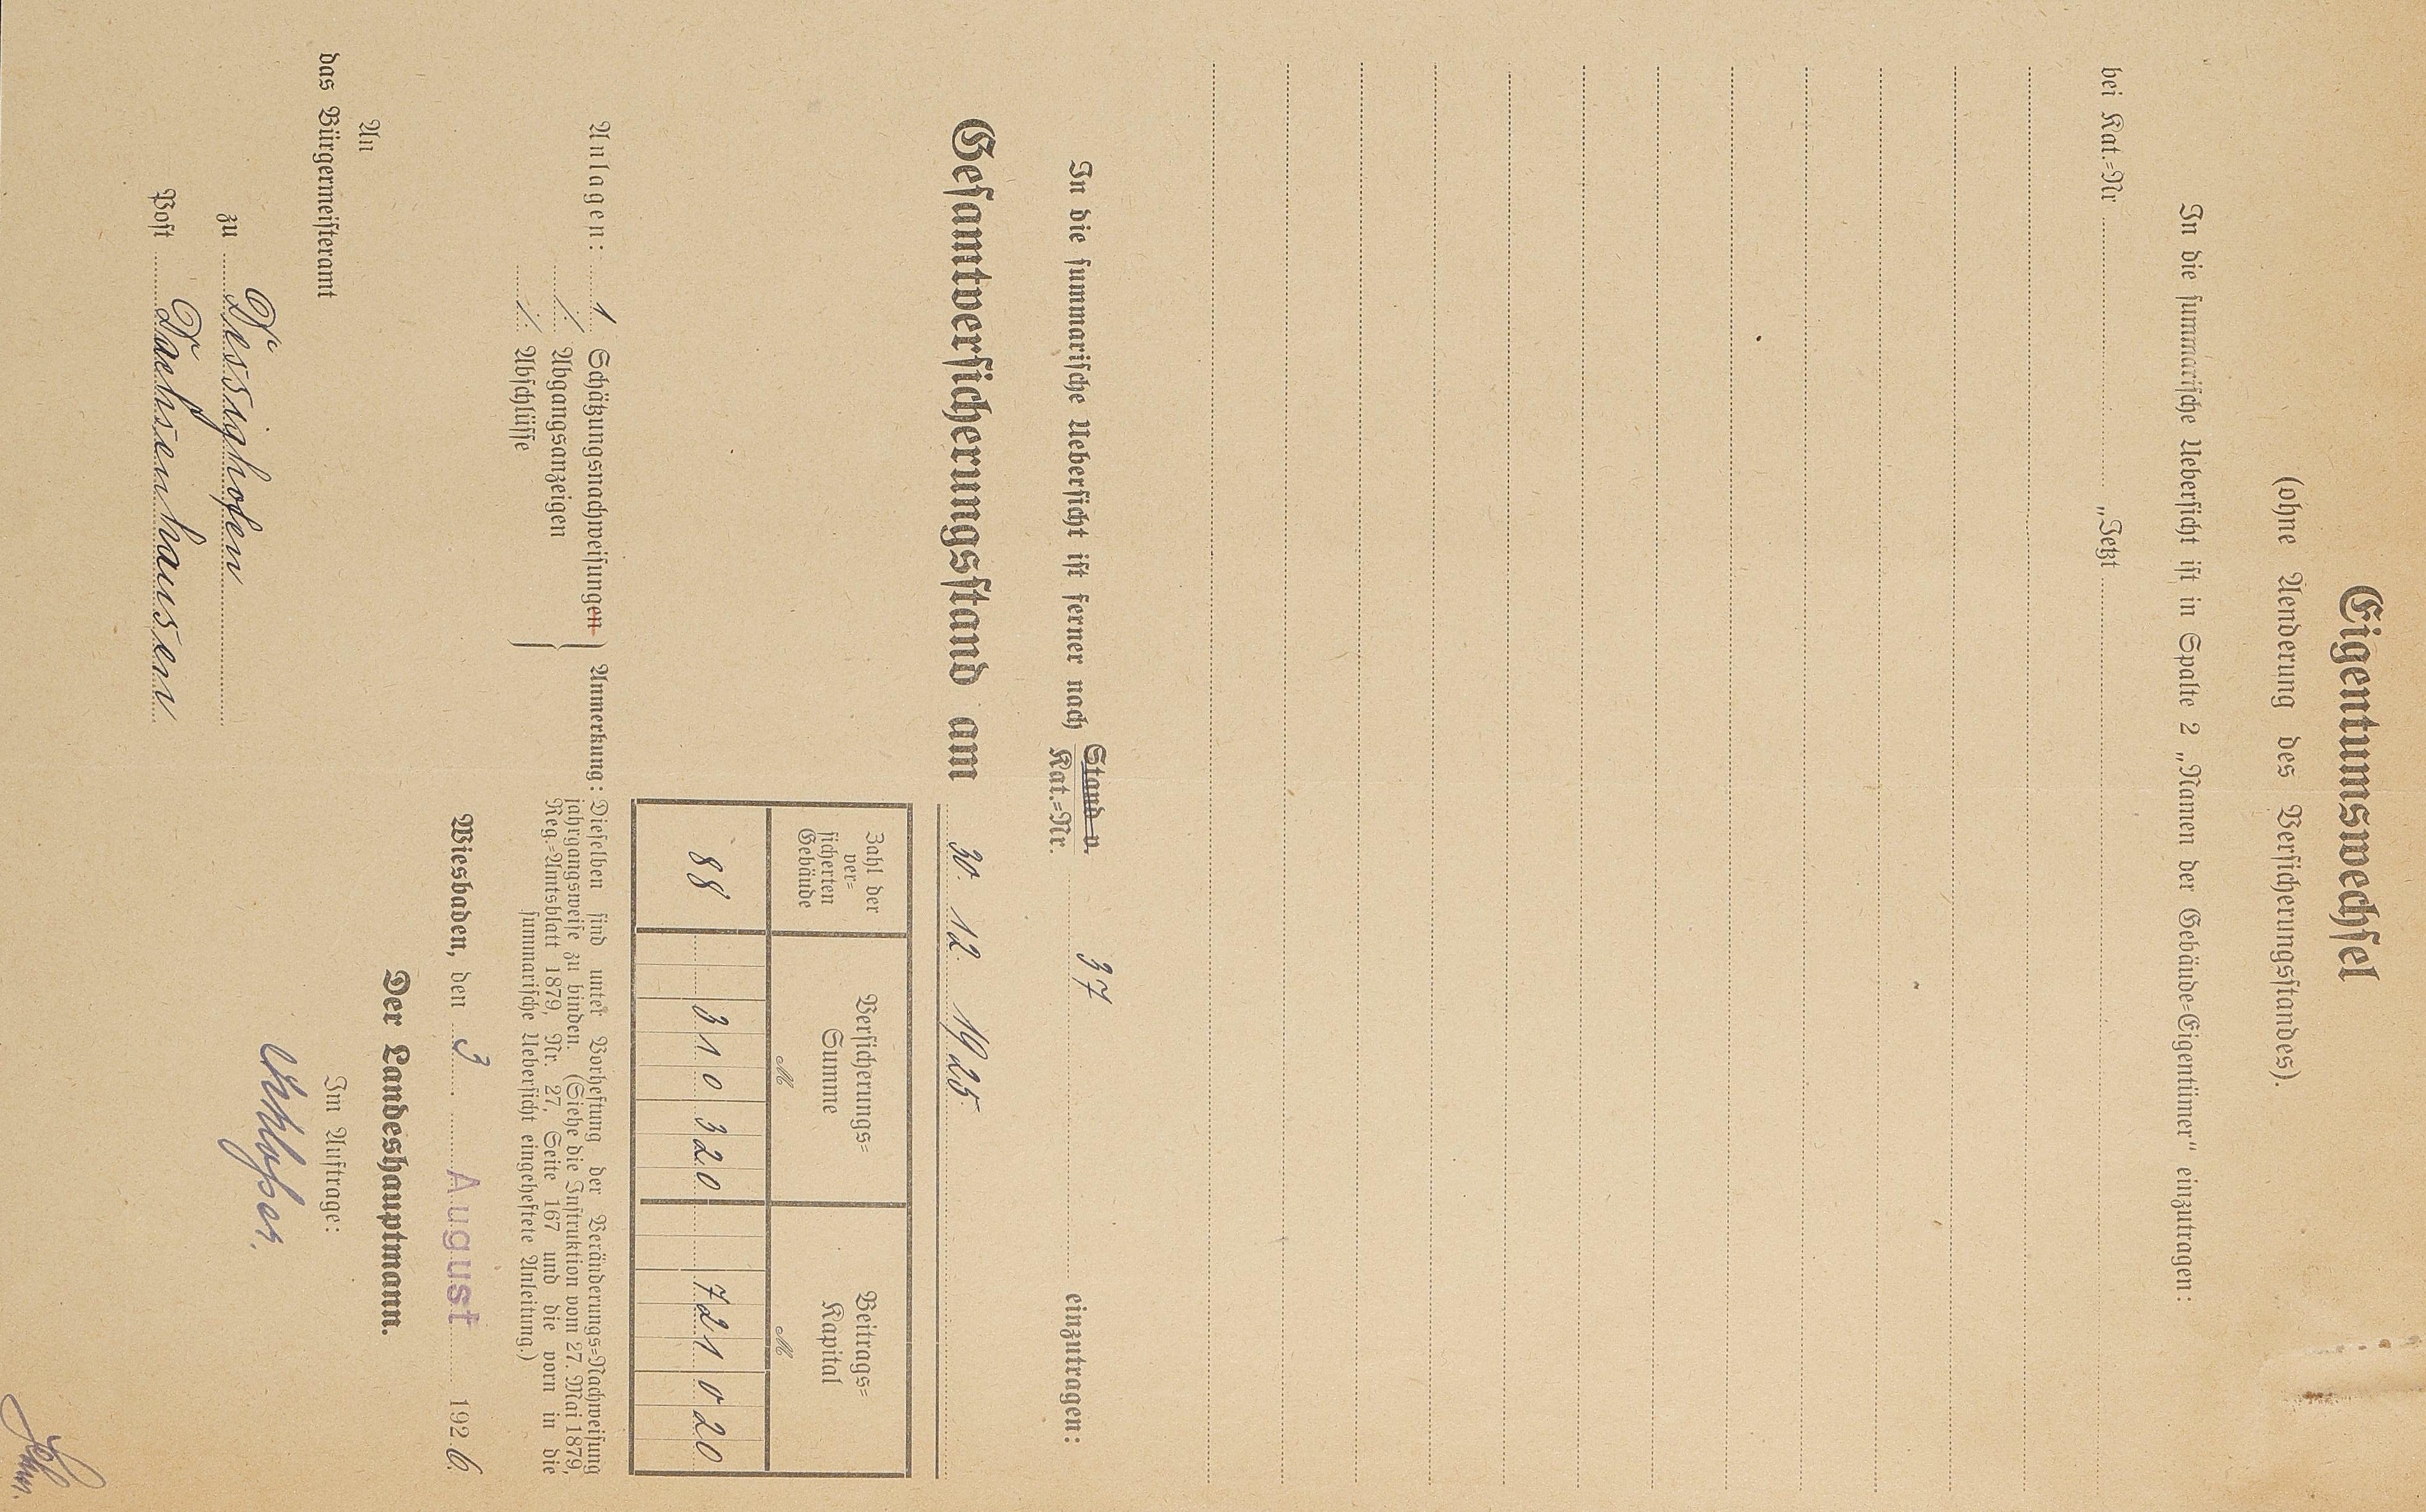 Eigentumswechsel
(ohne Aenderung des Versicherungsstandes).
In die summarische Uebersicht ist in Spalte 2 „Namen der Gebäude=Eigentümer“ einzutragen:
bei Kat.=Nr. „Jetzt
In die summarische Uebersicht ist ferner nach Stand v. Kat.=Nr. 37 einzutragen:
Gesamtversicherungsstand am 30. 12. 1925.
Zahl der ver= sicherten Gebäude
Versicherungs= Summe
Beitrags= Kapital
M M
88 310 320 721 020
Anlagen: 1 Schätzungsnachweisungen
./. Abgangsanzeigen
./. Abschlüsse
Anmerkung: Dieselben sind unter Vorheftung der Veränderungs=Nachweisung
jahrgangsweise zu binden. (Siehe die Instruktion vom 27. Mai 1879,
Reg.=Amtsblatt 1879, Nr. 27, Seite 167 und die vorn in die
summarische Uebersicht eingeheftete Anleitung.)
Wiesbaden, den 3. August 1926.
Der Landeshauptmann.
Im Auftrage:
An
das Bürgermeisteramt
zu Dessighofen
Post Dachsenhausen